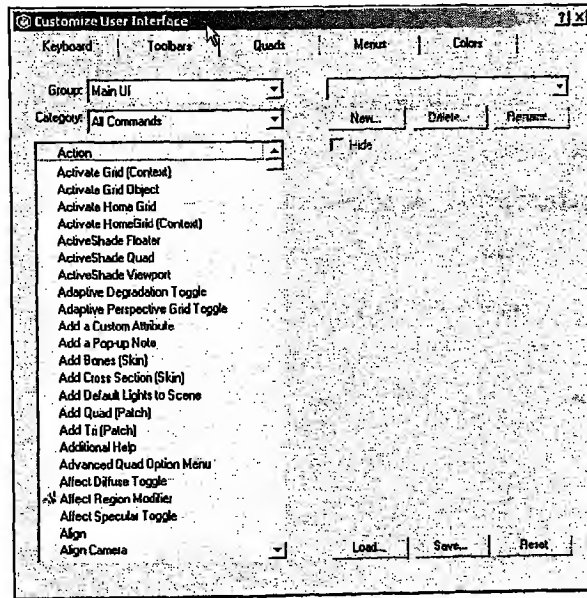 Customize User Interface
Keyboard Toolbars Quads Menus Colors
Group: Main UI
Category: All Commands
New... Delete... Rename...
Hide
Action
Activate Grid (Context)
Activate Grid Object
Activate Home Grid
Activate HomeGrid (Context)
ActiveShade Floater
ActiveShade Quad
ActiveShade Viewport
Adaptive Degradation Toggle
Adaptive Perspective Grid Toggle
Add a Custom Attribute
Add a Pop-up Note
Add Bones (Skin)
Add Cross Section (Skin)
Add Default Lights to Scene
Add Quad (Patch)
Add Tri (Patch)
Additional Help
Advanced Quad Option Menu
Affect Diffuse Toggle
Affect Region Modifier
Affect Specular Toggle
Align
Align Camera
Load... Save... Reset